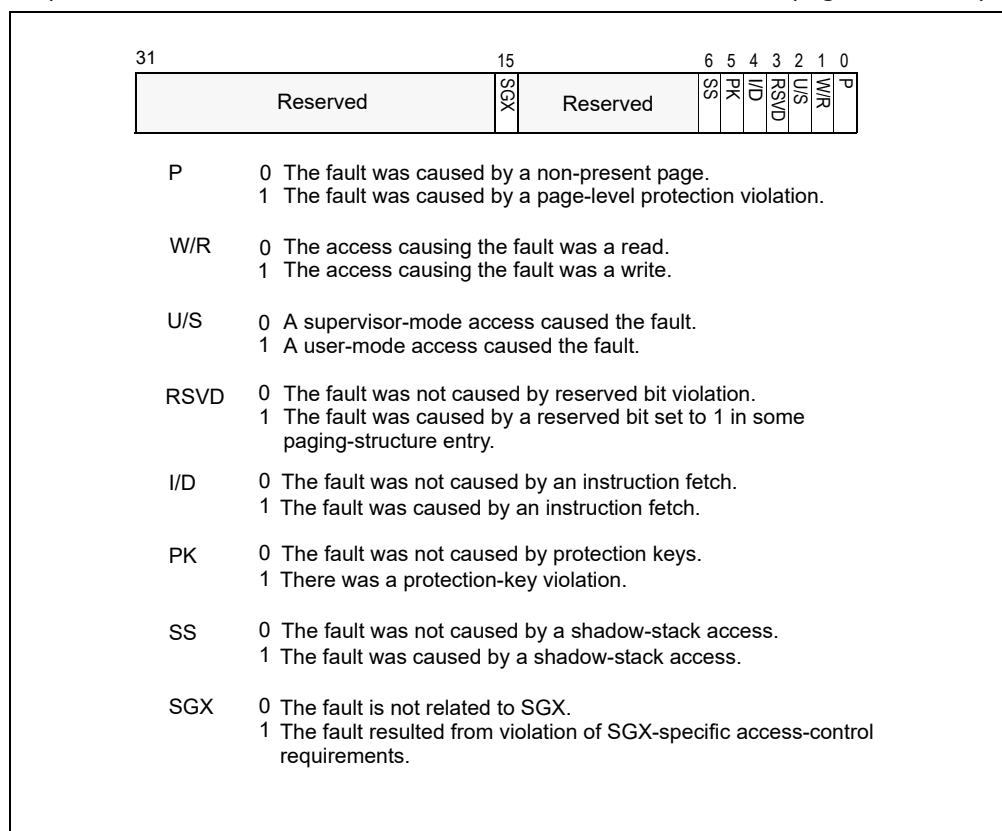 31 15 6 5 4 3 2 1 0
Reserved SGX Reserved SS PK I/D RSVD U/S W/R P
P 0 The fault was caused by a non-present page.
1 The fault was caused by a page-level protection violation.
W/R 0 The access causing the fault was a read.
1 The access causing the fault was a write.
U/S 0 A supervisor-mode access caused the fault.
1 A user-mode access caused the fault.
RSVD 0 The fault was not caused by reserved bit violation.
1 The fault was caused by a reserved bit set to 1 in some
paging-structure entry.
I/D 0 The fault was not caused by an instruction fetch.
1 The fault was caused by an instruction fetch.
PK 0 The fault was not caused by protection keys.
1 There was a protection-key violation.
SS 0 The fault was not caused by a shadow-stack access.
1 The fault was caused by a shadow-stack access.
SGX 0 The fault is not related to SGX.
1 The fault resulted from violation of SGX-specific access-control
requirements.